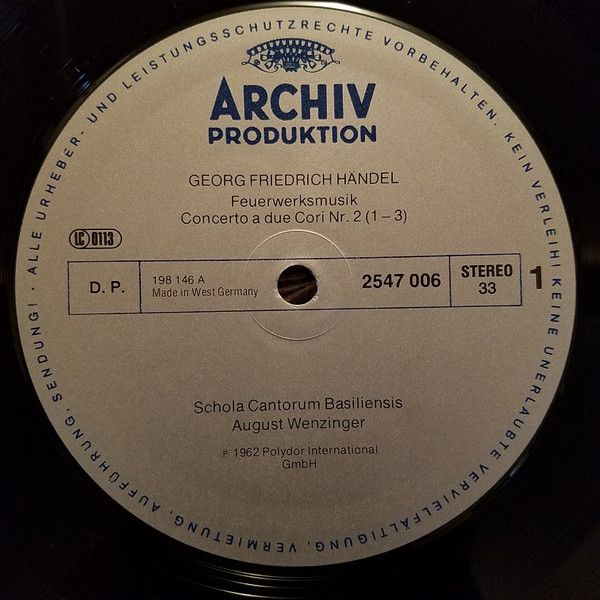 ALLE URHEBER- UND LEISTUNGSSCHUTZRECHTE VORBEHALTEN. KEIN VERLEIH! KEINE UNERLAUBTE VERVIELFÄLTIGUNG, VERMIETUNG, AUFFÜHRUNG, SENDUNG! ·
ARCHIV
PRODUKTION
GEORG FRIEDRICH HÄNDEL
Feuerwerksmusik
Concerto a due Cori Nr. 2 (1–3)
LC 0113
D. P.
198 146 A
Made in West Germany
2547 006
STEREO
33
1
Schola Cantorum Basiliensis
August Wenzinger
℗ 1962 Polydor International
GmbH